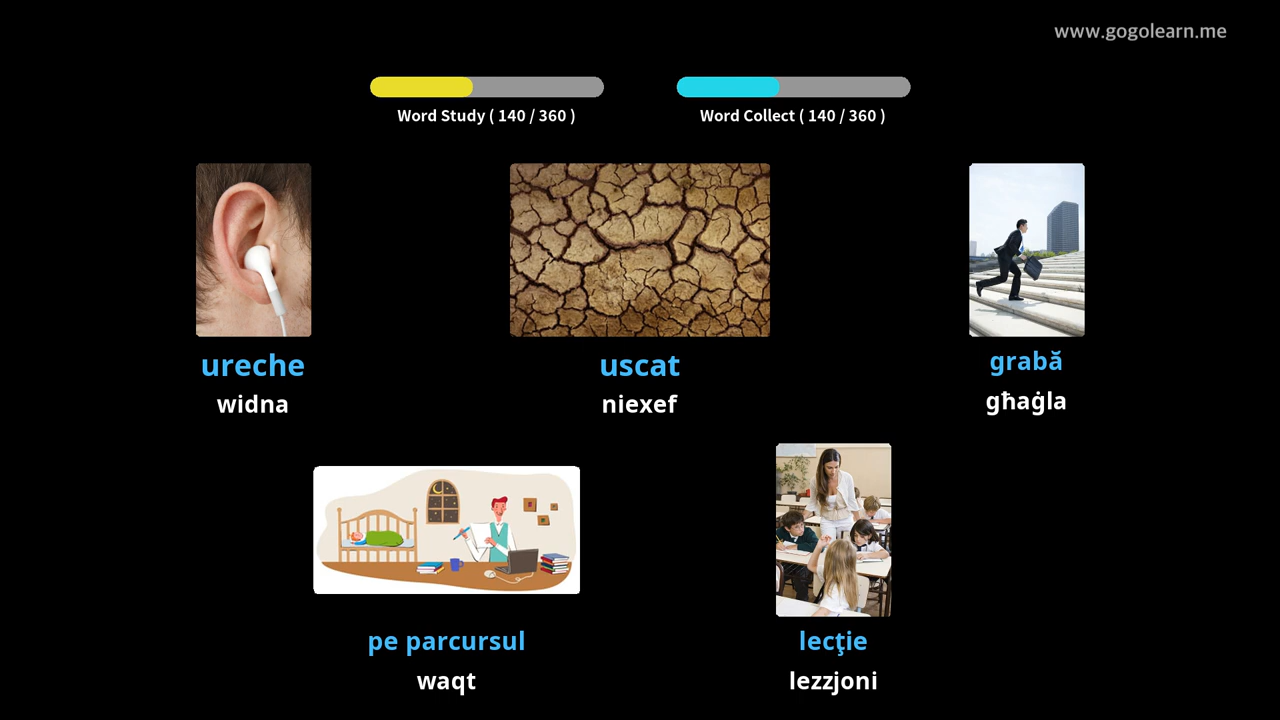 www.gogolearn.me
Word Study ( 140 / 360 )
Word Collect ( 140 / 360 )
ureche
widna
uscat
niexef
grabă
għaġla
pe parcursul
waqt
lecţie
lezzjoni